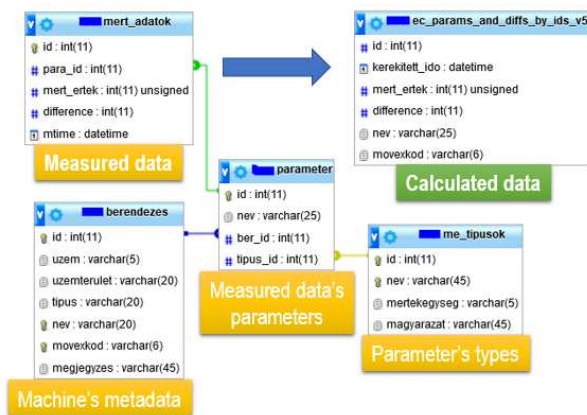 mert_adatok
id : int(11)
para_id : int(11)
mert_ertek : int(11) unsigned
difference : int(11)
mtime : datetime
Measured data
ec_params_and_diffs_by_ids_v5
id : int(11)
kerekitett_ido : datetime
mert_ertek : int(11) unsigned
difference : int(11)
nev : varchar(25)
movexkod : varchar(6)
Calculated data
parameter
id : int(11)
nev : varchar(25)
ber_id : int(11)
tipus_id : int(11)
Measured data's
parameters
berendezes
id : int(11)
uzem : varchar(5)
uzemterulet : varchar(20)
tipus : varchar(20)
nev : varchar(20)
movexkod : varchar(6)
megjegyzes : varchar(45)
Machine's metadata
me_tipusok
id : int(11)
nev : varchar(45)
mertekegyseg : varchar(5)
magyarazat : varchar(45)
Parameter's types